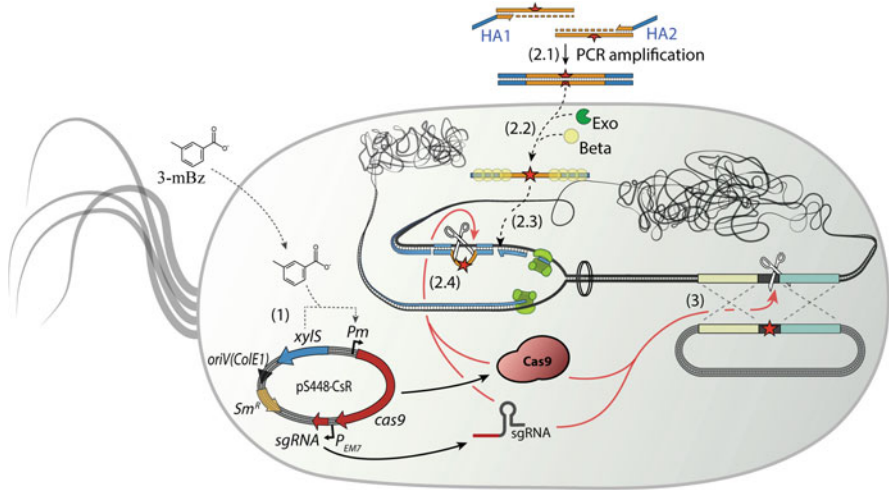 HA1
HA2
(2.1)
PCR amplification
(2.2)
Exo
Beta
3-mBz
(2.3)
(2.4)
(1)
Pm
xylS
(3)
oriV(ColE1)
pS448-CsR
Cas9
Sm^R
cas9
sgRNA
P_EM7
sgRNA